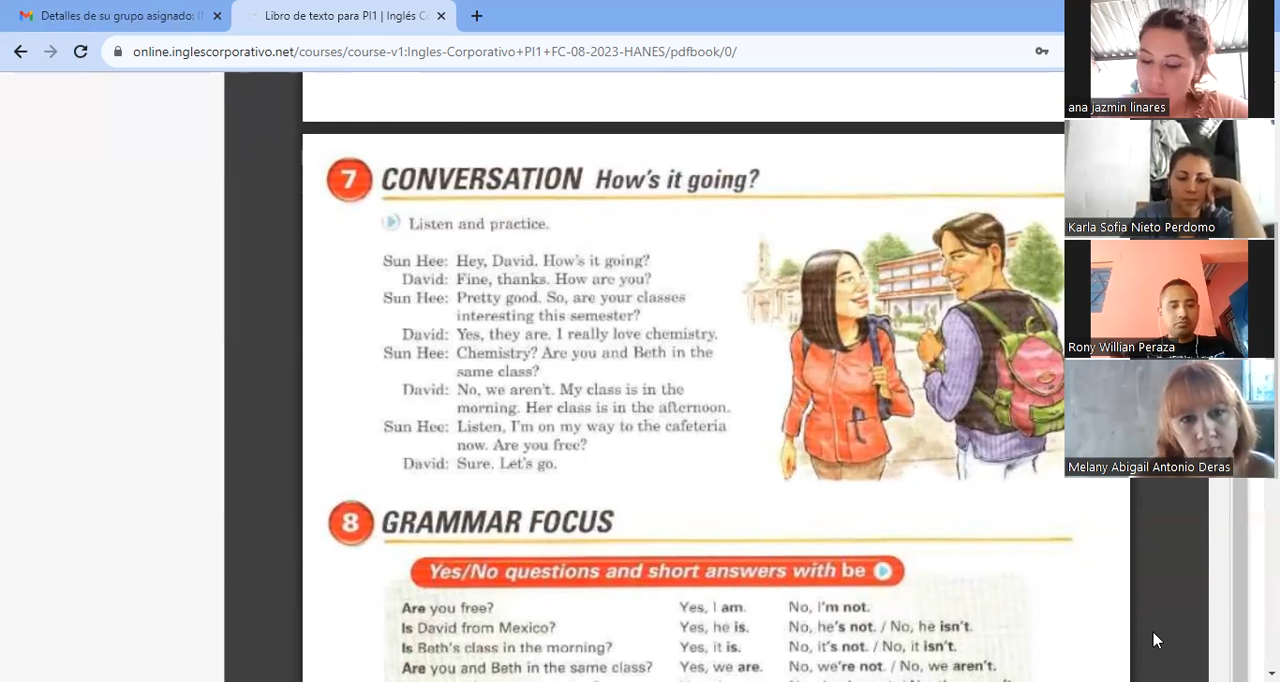 Detalles de su grupo asignado: I
Libro de texto para PI1 | Inglés C
online.inglescorporativo.net/courses/course-v1:Ingles-Corporativo+PI1+FC-08-2023-HANES/pdfbook/0/
ana jazmin linares
Karla Sofia Nieto Perdomo
Rony Willian Peraza
Melany Abigail Antonio Deras
7 CONVERSATION How's it going?
Listen and practice.
Sun Hee: Hey, David. How's it going?
David: Fine, thanks. How are you?
Sun Hee: Pretty good. So, are your classes
interesting this semester?
David: Yes, they are. I really love chemistry.
Sun Hee: Chemistry? Are you and Beth in the
same class?
David: No, we aren't. My class is in the
morning. Her class is in the afternoon.
Sun Hee: Listen, I'm on my way to the cafeteria
now. Are you free?
David: Sure. Let's go.
8 GRAMMAR FOCUS
Yes/No questions and short answers with be
Are you free? Yes, I am. No, I'm not.
Is David from Mexico? Yes, he is. No, he's not. / No, he isn't.
Is Beth's class in the morning? Yes, it is. No, it's not. / No, it isn't.
Are you and Beth in the same class? Yes, we are. No, we're not. / No, we aren't.